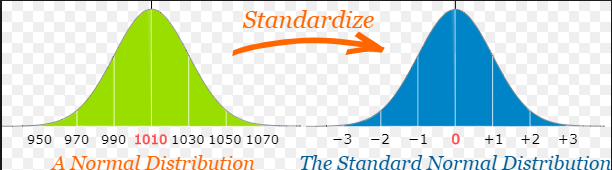 Standardize
950 970 990 1010 1030 1050 1070
−3 −2 −1 0 +1 +2 +3
A Normal Distribution
The Standard Normal Distribution